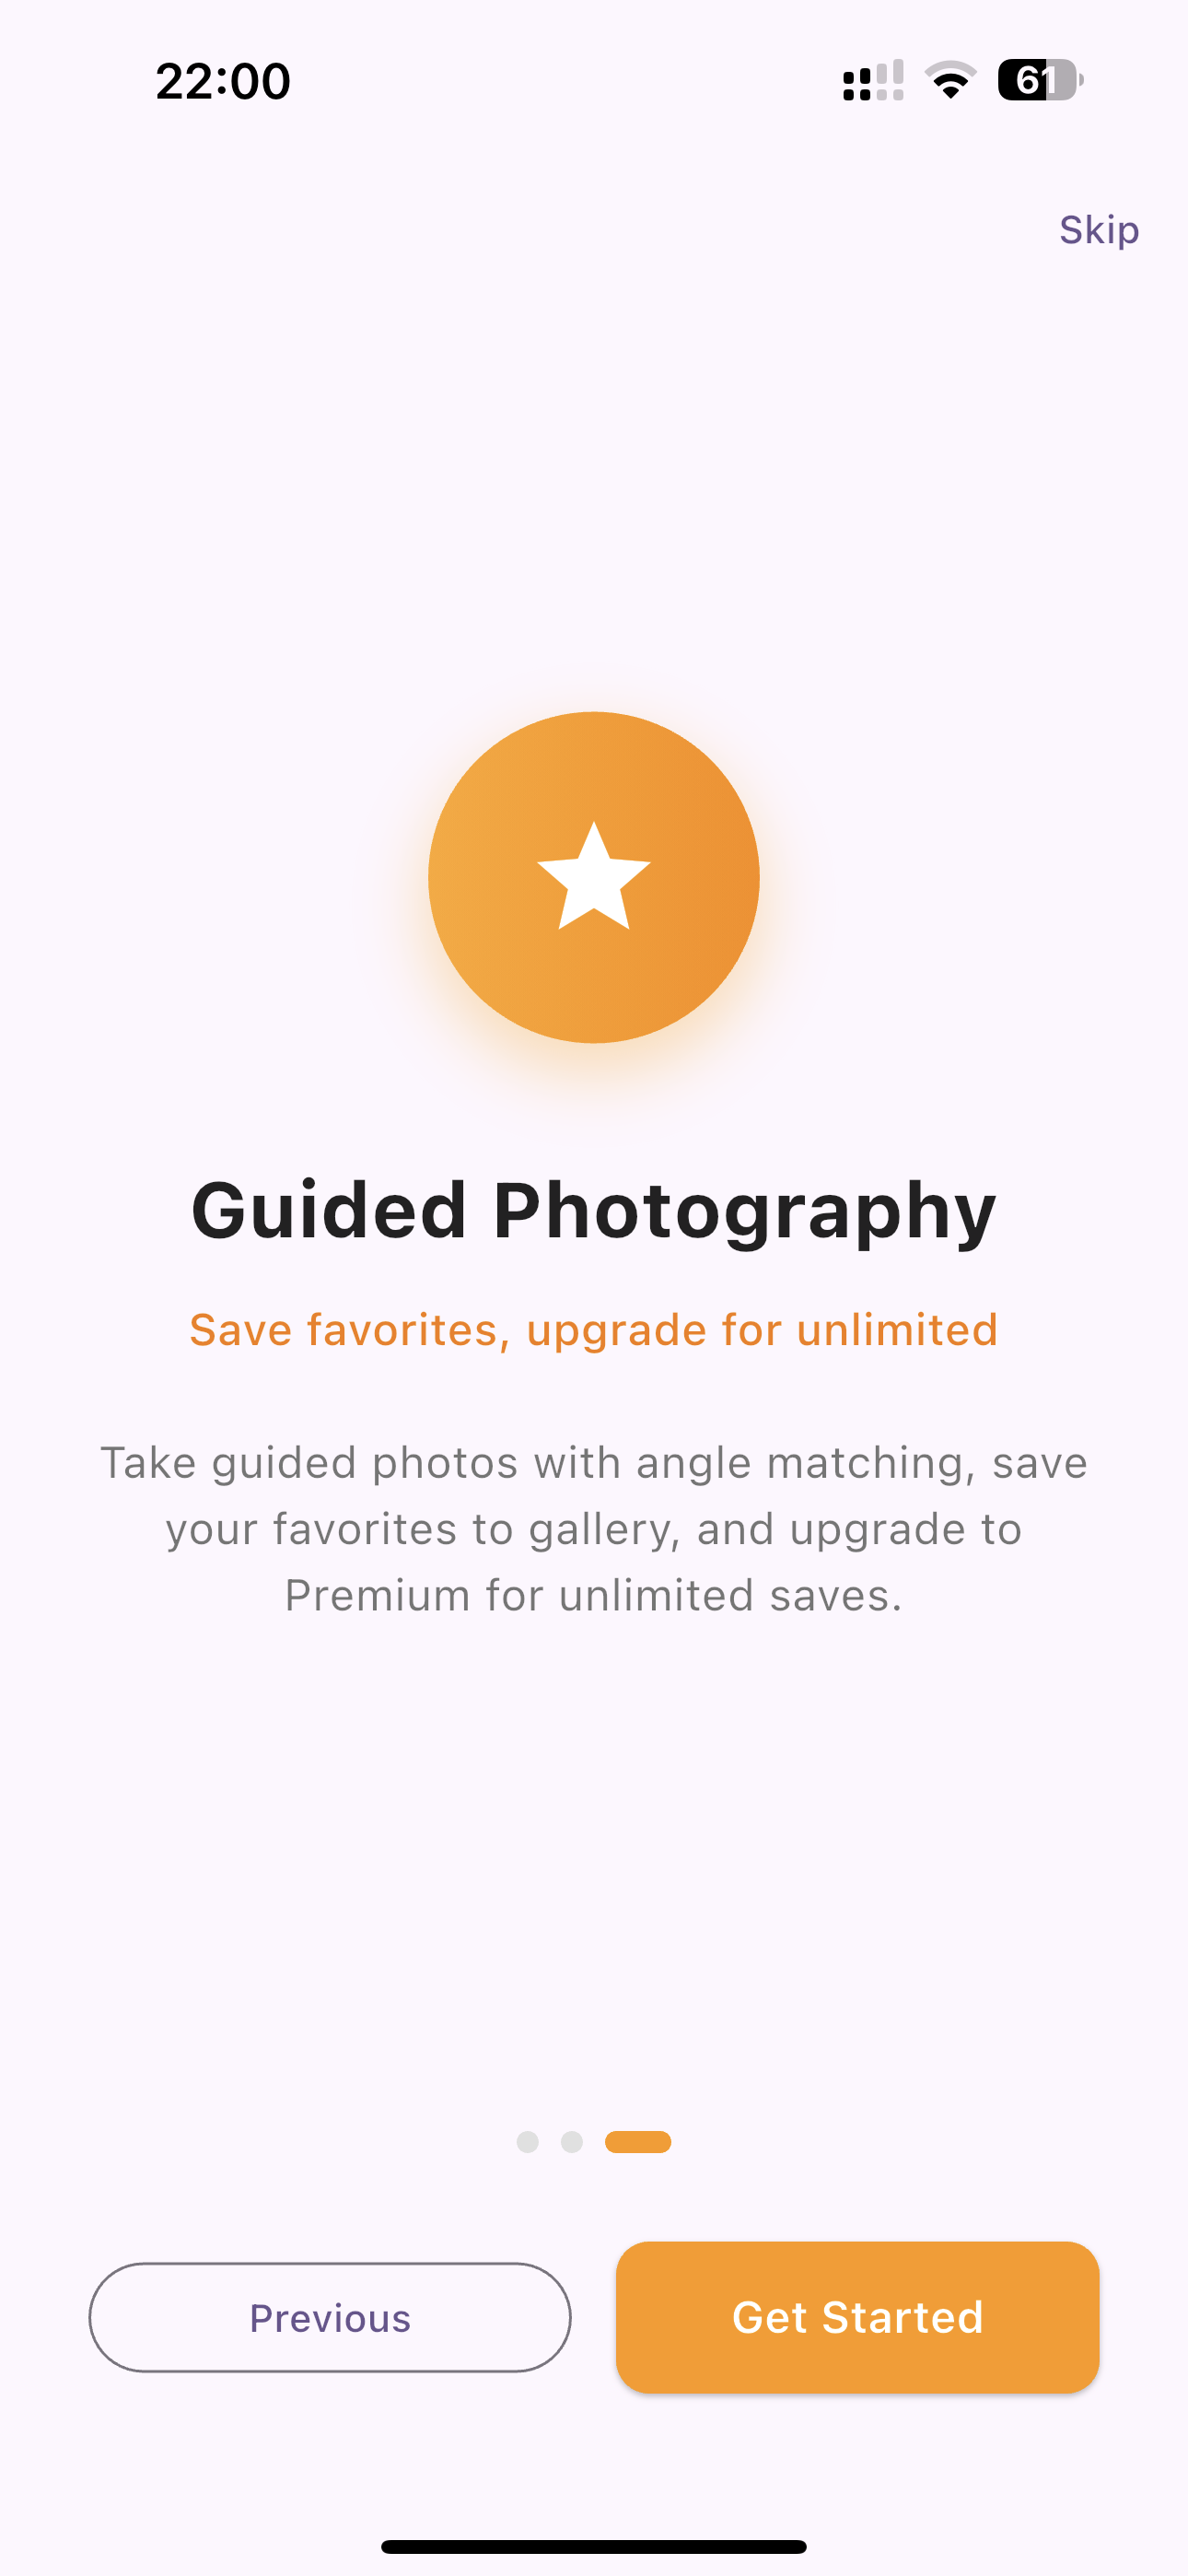 22:00
61
Skip
Guided Photography
Save favorites, upgrade for unlimited
Take guided photos with angle matching, save
your favorites to gallery, and upgrade to
Premium for unlimited saves.
Previous
Get Started